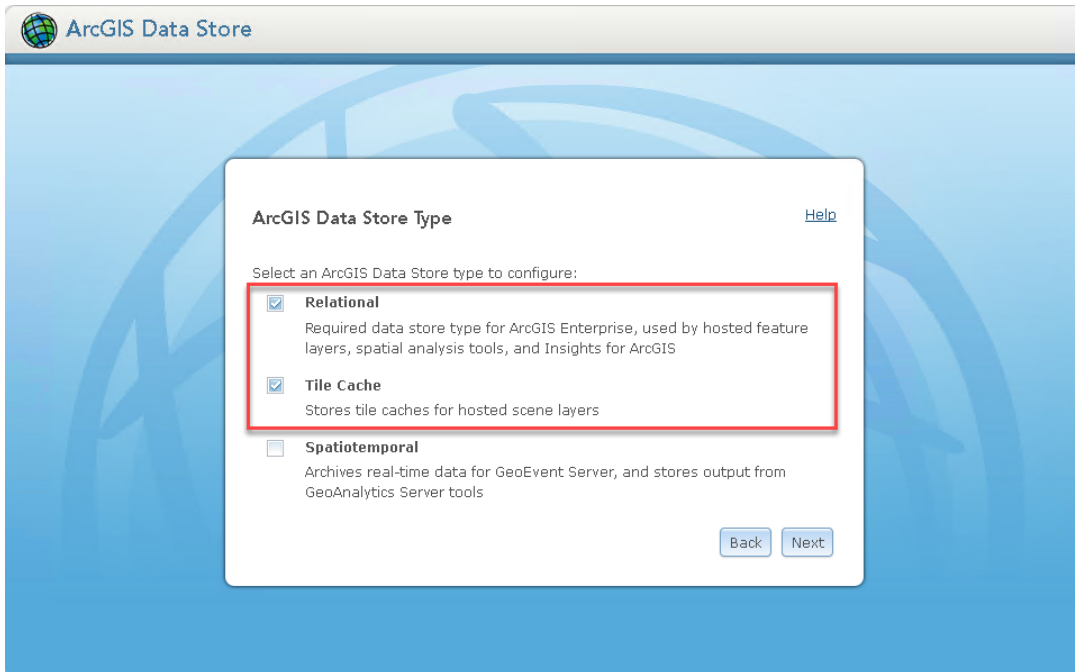 ArcGIS Data Store
ArcGIS Data Store Type
Help
Select an ArcGIS Data Store type to configure:
Relational
Required data store type for ArcGIS Enterprise, used by hosted feature
layers, spatial analysis tools, and Insights for ArcGIS
Tile Cache
Stores tile caches for hosted scene layers
Spatiotemporal
Archives real-time data for GeoEvent Server, and stores output from
GeoAnalytics Server tools
Back
Next